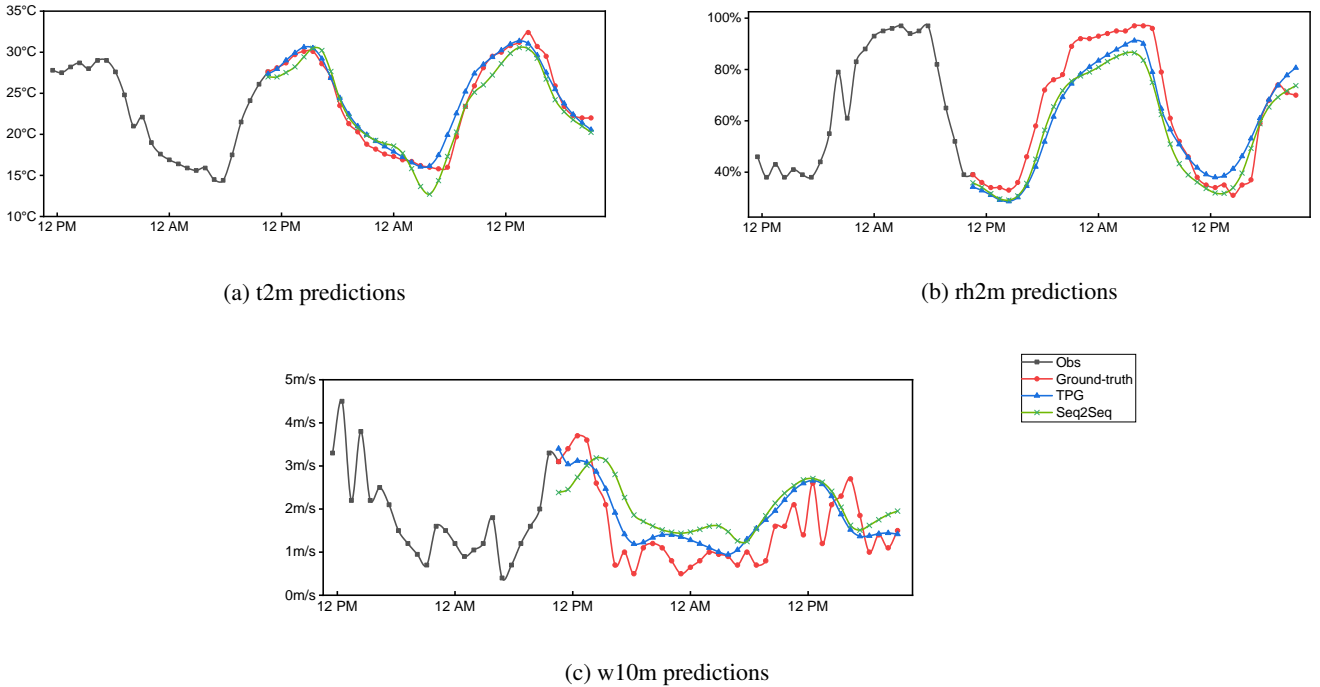 35°C
30°C
25°C
20°C
15°C
10°C
12 PM 12 AM 12 PM 12 AM 12 PM
(a) t2m predictions
100%
80%
60%
40%
12 PM 12 AM 12 PM 12 AM 12 PM
(b) rh2m predictions
5m/s
4m/s
3m/s
2m/s
1m/s
0m/s
12 PM 12 AM 12 PM 12 AM 12 PM
Obs
Ground-truth
TPG
Seq2Seq
(c) w10m predictions